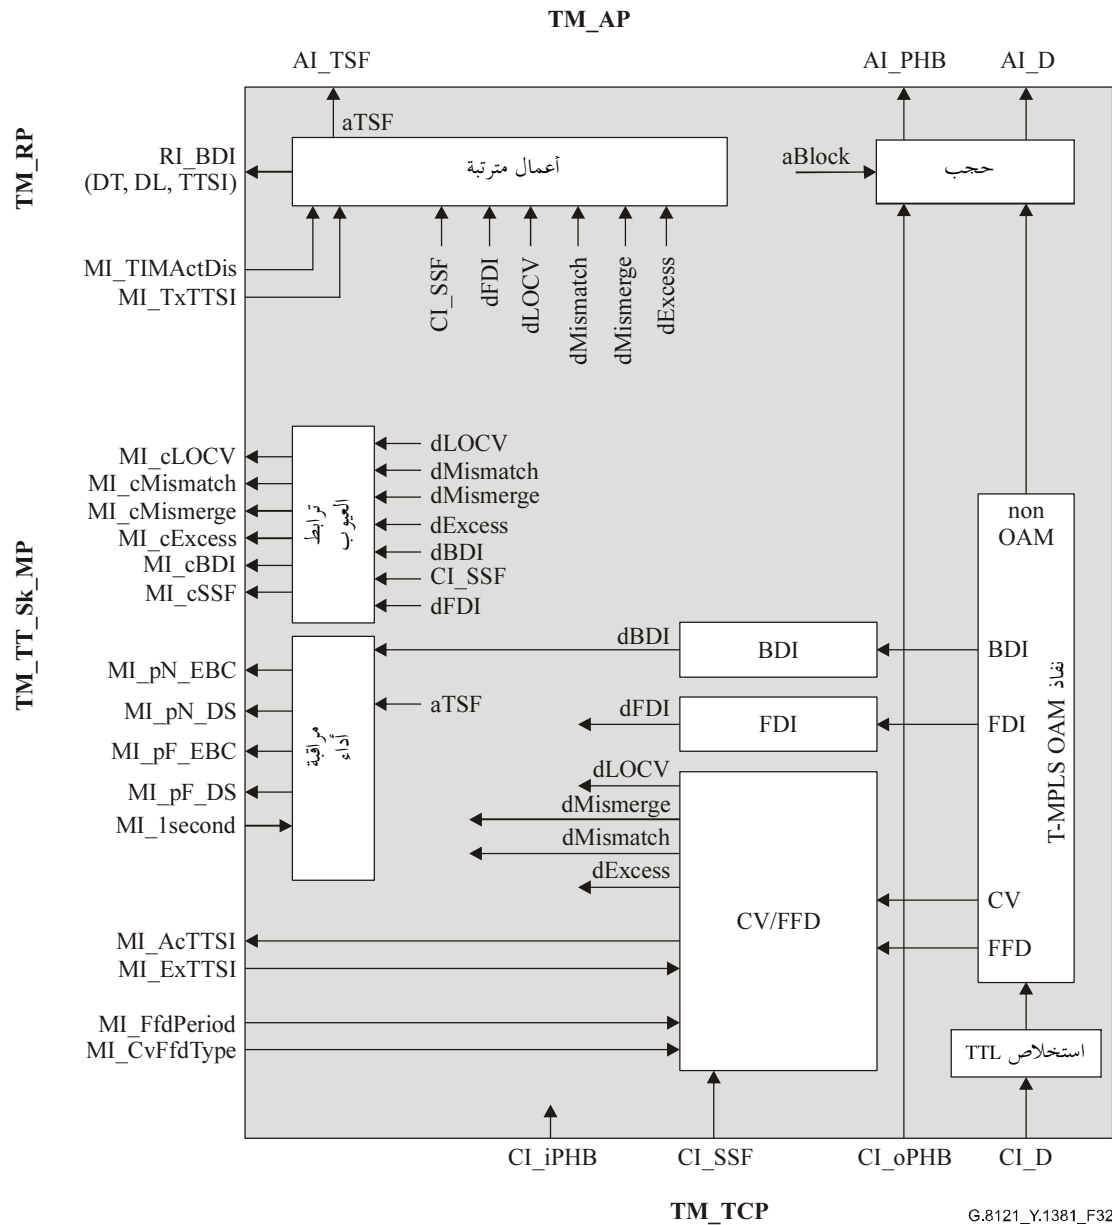 TM_AP
AI_TSF
AI_PHB
AI_D
aTSF
TM_RP
RI_BDI
(DT, DL, TTSI)
أعمال مترتبة
aBlock
حجب
MI_TIMActDis
MI_TxTTSI
CI_SSF
dFDI
dLOCV
dMismatch
dMismerge
dExcess
TM_TT_Sk_MP
MI_cLOCV
MI_cMismatch
MI_cMismerge
MI_cExcess
MI_cBDI
MI_cSSF
ترابط
العيوب
dLOCV
dMismatch
dMismerge
dExcess
dBDI
CI_SSF
dFDI
non
OAM
MI_pN_EBC
MI_pN_DS
MI_pF_EBC
MI_pF_DS
MI_1second
مراقبة
أداء
dBDI
BDI
BDI
aTSF
dFDI
FDI
FDI
نفاذ T-MPLS OAM
dLOCV
dMismerge
dMismatch
dExcess
CV/FFD
CV
FFD
MI_AcTTSI
MI_ExTTSI
MI_FfdPeriod
MI_CvFfdType
استخلاص TTL
CI_iPHB
CI_SSF
CI_oPHB
CI_D
TM_TCP
G.8121_Y.1381_F32